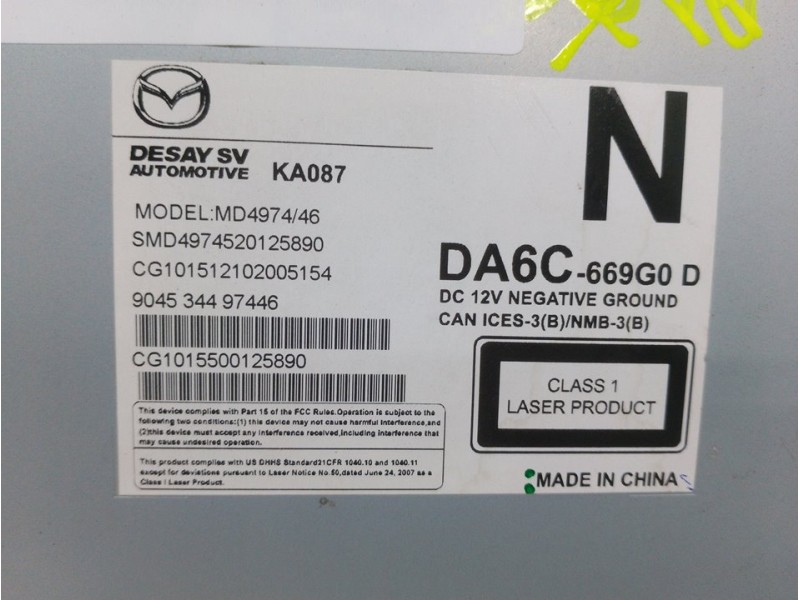 N
DESAY SV
AUTOMOTIVE KA087
MODEL:MD4974/46
SMD4974520125890
CG101512102005154
9045 344 97446
CG1015500125890
This device complies with Part 15 of the FCC Rules.Operation is subject to the
following two conditions:(1) this device may not cause harmful interference,and
(2)this device must accept any interference received,including interference that
may cause undesired operation.
This product complies with US DHHS Standard21CFR 1040.10 and 1040.11
except for deviations pursuant to Laser Notice No.50,dated June 24, 2007 as a
Class I Laser Product.
DA6C-669G0 D
DC 12V NEGATIVE GROUND
CAN ICES-3(B)/NMB-3(B)
CLASS 1
LASER PRODUCT
MADE IN CHINA